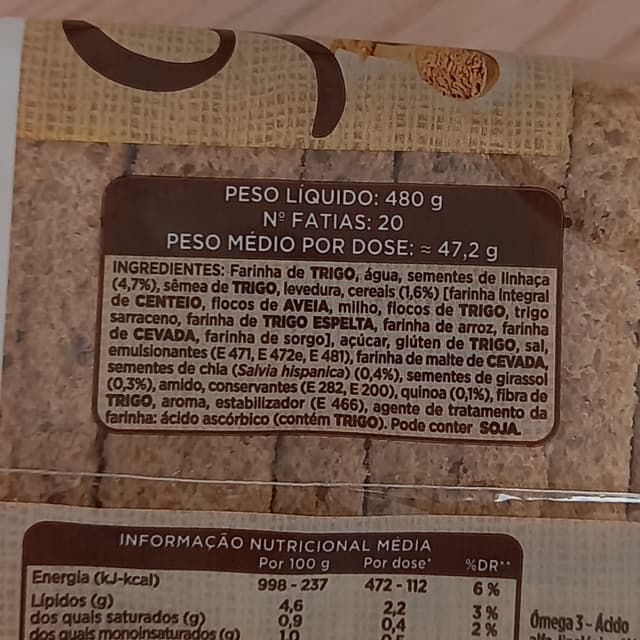 PESO LÍQUIDO: 480 g
Nº FATIAS: 20
PESO MÉDIO POR DOSE: ≈ 47,2 g
INGREDIENTES: Farinha de TRIGO, água, sementes de linhaça
(4,7%), sêmea de TRIGO, levedura, cereais (1,6%) [farinha integral
de CENTEIO, flocos de AVEIA, milho, flocos de TRIGO, trigo
sarraceno, farinha de TRIGO ESPELTA, farinha de arroz, farinha
de CEVADA, farinha de sorgo], açúcar, glúten de TRIGO, sal,
emulsionantes (E 471, E 472e, E 481), farinha de malte de CEVADA,
sementes de chia (Salvia hispanica) (0,4%), sementes de girassol
(0,3%), amido, conservantes (E 282, E 200), quinoa (0,1%), fibra de
TRIGO, aroma, estabilizador (E 466), agente de tratamento da
farinha: ácido ascórbico (contém TRIGO). Pode conter SOJA.
INFORMAÇÃO NUTRICIONAL MÉDIA
Por 100 g Por dose* %DR**
Energia (kJ-kcal) 998 - 237 472 - 112 6 %
Lípidos (g) 4,6 2,2 3 %
dos quais saturados (g) 0,9 0,4 2 %
dos quais monoinsaturados (g) 1,0
Ómega 3 - Ácido